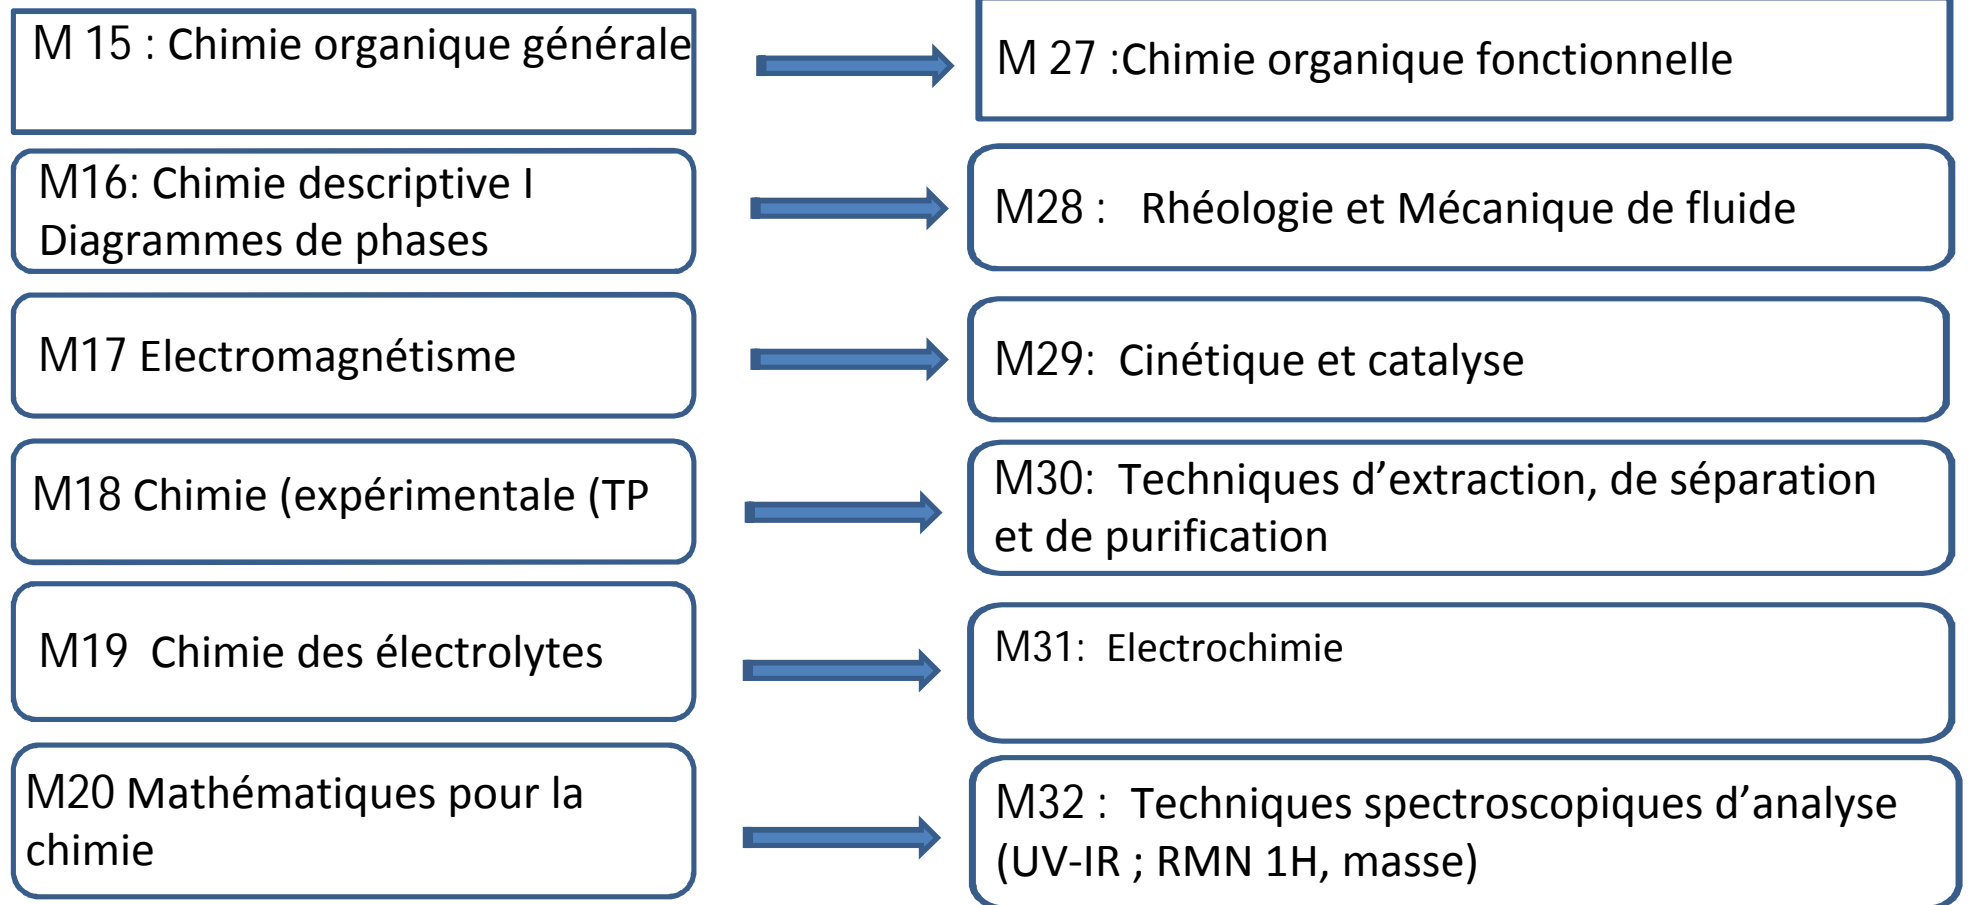 M 15 : Chimie organique générale
M 27 :Chimie organique fonctionnelle
M16: Chimie descriptive I
Diagrammes de phases
M28 : Rhéologie et Mécanique de fluide
M17 Electromagnétisme
M29: Cinétique et catalyse
M18 Chimie (expérimentale (TP
M30: Techniques d’extraction, de séparation
et de purification
M19 Chimie des électrolytes
M31: Electrochimie
M20 Mathématiques pour la
chimie
M32 : Techniques spectroscopiques d’analyse
(UV-IR ; RMN 1H, masse)